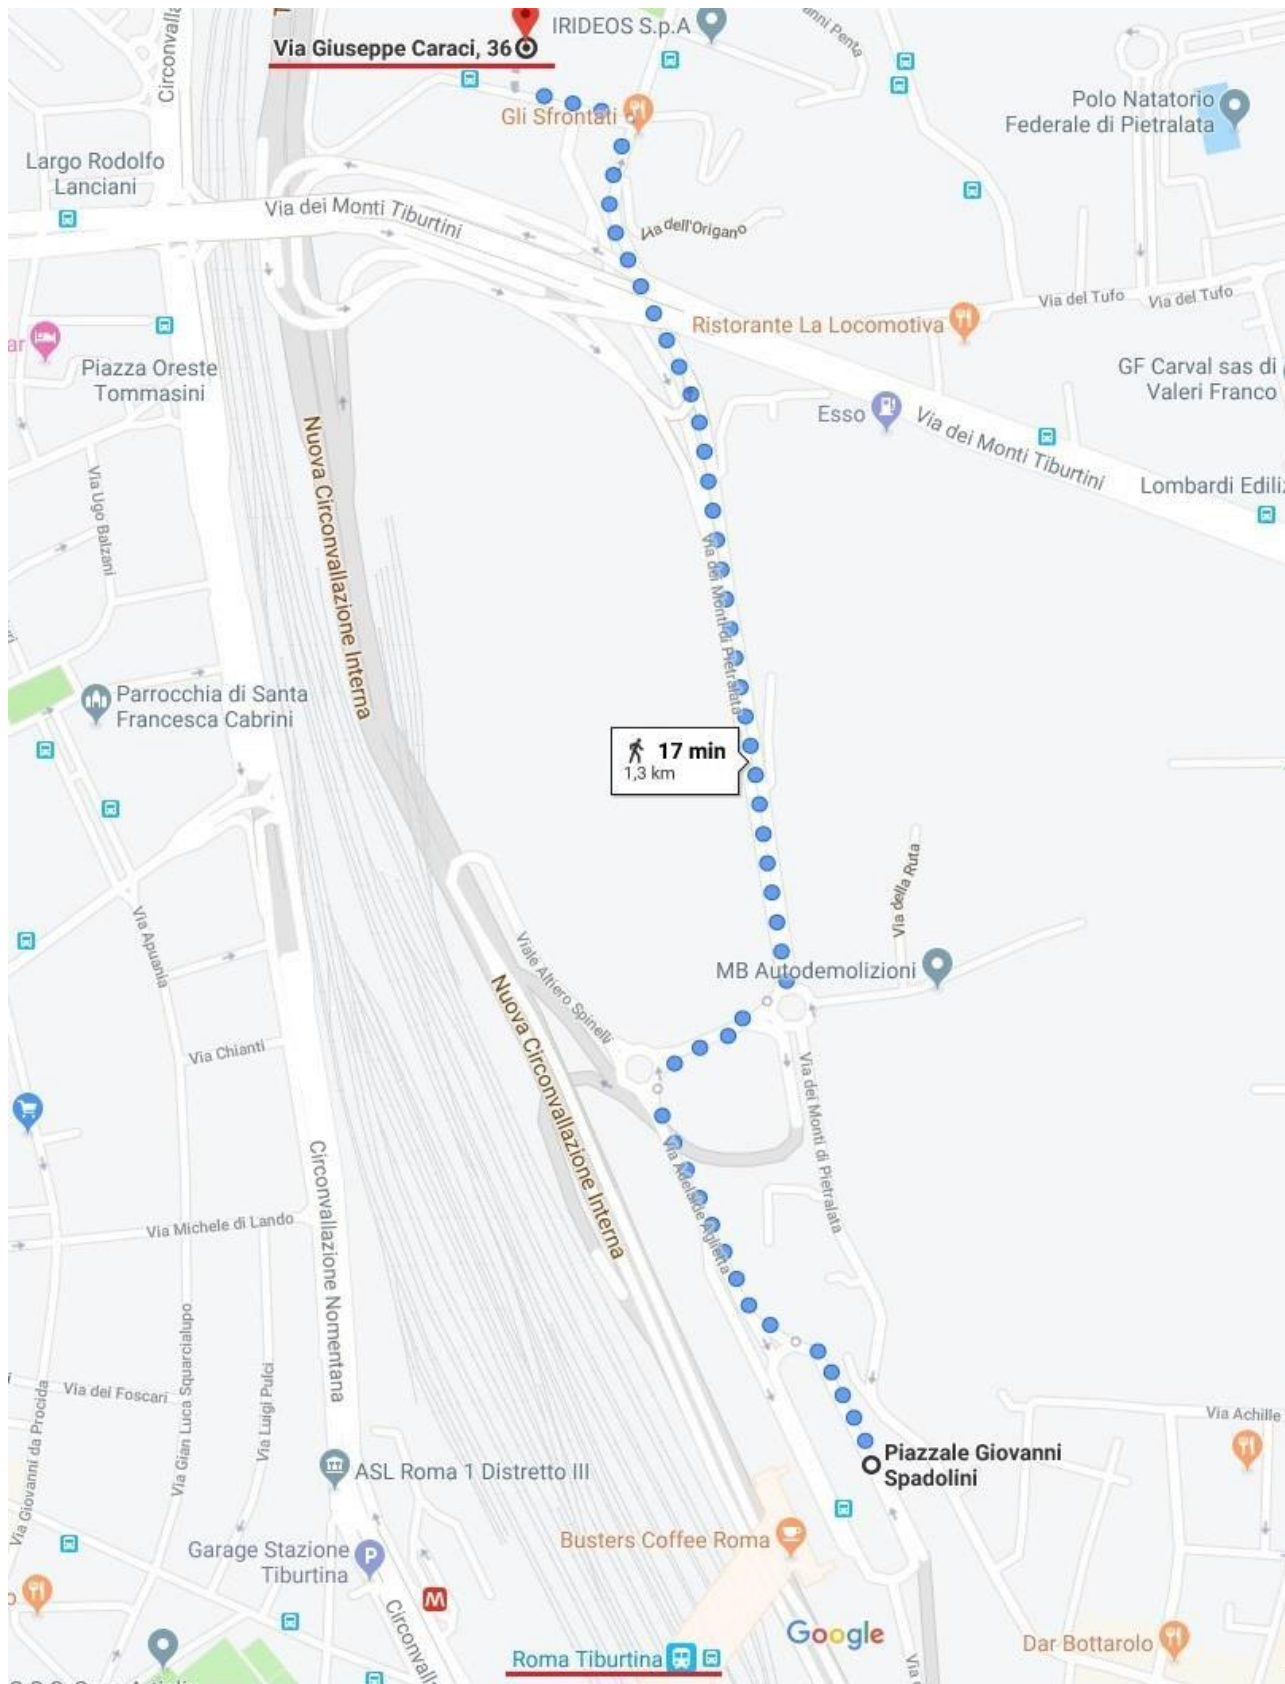 Via Giuseppe Caraci, 36
IRIDEOS S.p.A
anni Penta
Circonvalla
Polo Natatorio
Federale di Pietralata
Gli Sfrontati
Largo Rodolfo
Lanciani
Via dei Monti Tiburtini
Via dell'Origano
Via del Tufo
Via del Tufo
Ristorante La Locomotiva
ar
Piazza Oreste
Tommasini
GF Carval sas di
Valeri Franco
Esso
Via dei Monti Tiburtini
Lombardi Ediliz
Nuova Circonvallazione Interna
Via Ugo Balzani
Via dei Monti di Pietralata
Parrocchia di Santa
Francesca Cabrini
17 min
1,3 km
Via della Ruta
Via Apuania
Viale Altiero Spinelli
MB Autodemolizioni
Nuova Circonvallazione Interna
Via Chianti
Via dei Monti di Pietralata
Via Adelaide Aglietta
Circonvallazione Nomentana
Via Michele di Lando
Via Gian Luca Squarcialupo
Via Luigi Pulci
Via dei Foscari
Via Giovanni da Procida
Via Achille
Piazzale Giovanni
Spadolini
ASL Roma 1 Distretto III
Busters Coffee Roma
Garage Stazione
Tiburtina
P
M
Circonvall
Google
Roma Tiburtina
Dar Bottarolo